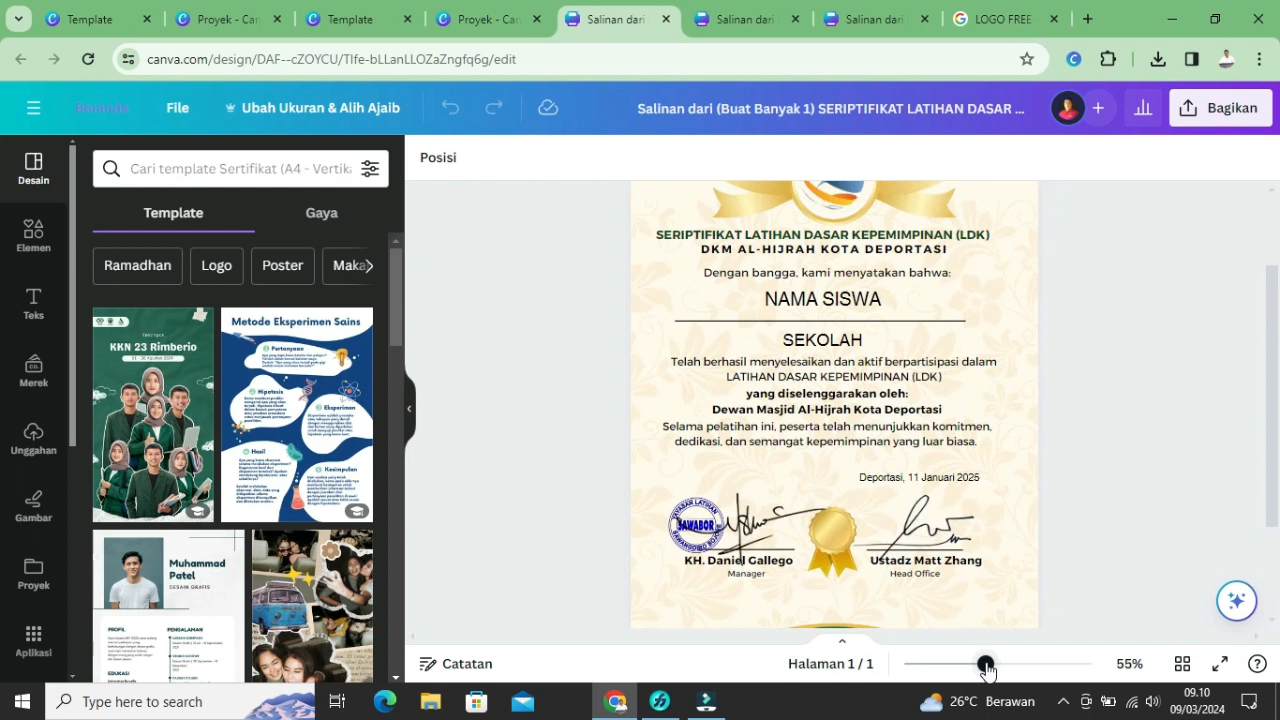 Template
Proyek - Can
Template
Proyek - Can
Salinan dari
Salinan dari
Salinan dari
LOGO FREE
canva.com/design/DAF--cZOYCU/TIfe-bLLanLLOZaZngfq6g/edit
Beranda
File
Ubah Ukuran & Alih Ajaib
Salinan dari (Buat Banyak 1) SERIPTIFIKAT LATIHAN DASAR ...
Bagikan
Desain
Elemen
Teks
Merek
Unggahan
Gambar
Proyek
Aplikasi
Cari template Sertifikat (A4 - Vertika
Template
Gaya
Ramadhan
Logo
Poster
Maka
KKN 23 Rimberio
Metode Eksperimen Sains
Pertanyaan
Hipotesis
Eksperimen
Hasil
Kesimpulan
Muhammad
Patel
DESAIN GRAFIS
PROFIL
PENGALAMAN
EDUKASI
Posisi
SERIPTIFIKAT LATIHAN DASAR KEPEMIMPINAN (LDK)
DKM AL-HIJRAH KOTA DEPORTASI
Dengan bangga, kami menyatakan bahwa:
NAMA SISWA
SEKOLAH
Telah berhasil menyelesaikan dan aktif berpartisipasi dalam
LATIHAN DASAR KEPEMIMPINAN (LDK)
yang diselenggarakan oleh:
Dewan Masjid Al-Hijrah Kota Deportasi
Selama pelatihan ini, peserta telah menunjukkan komitmen,
dedikasi, dan semangat kepemimpinan yang luar biasa.
Deportasi, 11 Januari 2025
SAWABOR
KH. Daniel Gallego
Manager
Ustadz Matt Zhang
Head Office
Catatan
Halaman 1 / 1
55%
Type here to search
26°C Berawan
09.10
09/03/2024